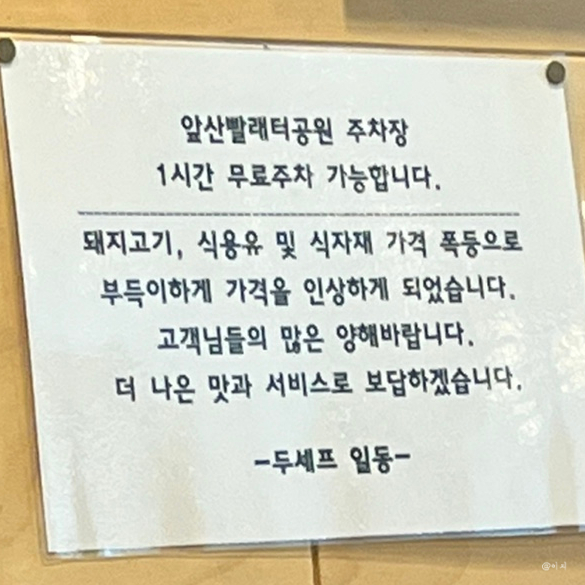 앞산빨래터공원 주차장
1시간 무료주차 가능합니다.
돼지고기, 식용유 및 식자재 가격 폭등으로
부득이하게 가격을 인상하게 되었습니다.
고객님들의 많은 양해바랍니다.
더 나은 맛과 서비스로 보답하겠습니다.
-두셰프 일동-